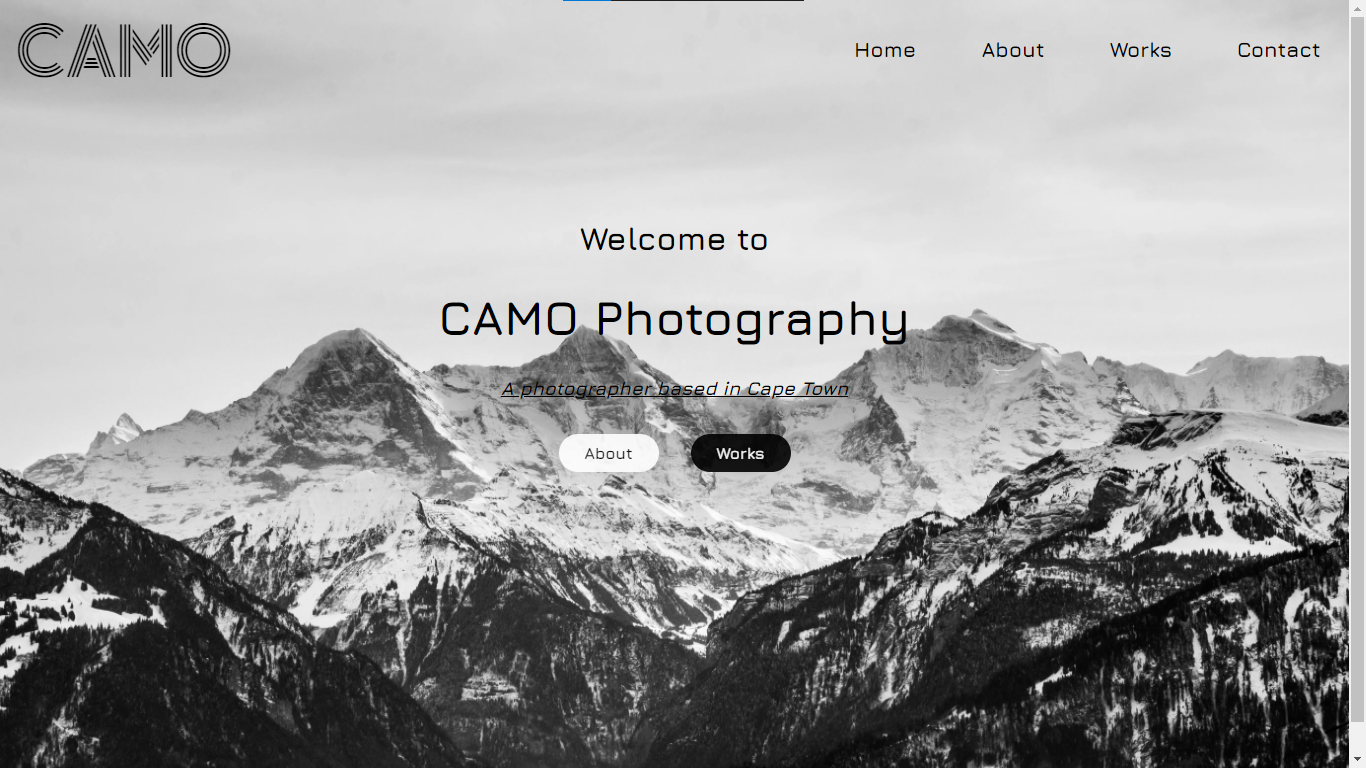 CAMO
Home About Works Contact
Welcome to
CAMO Photography
A photographer based in Cape Town
About Works